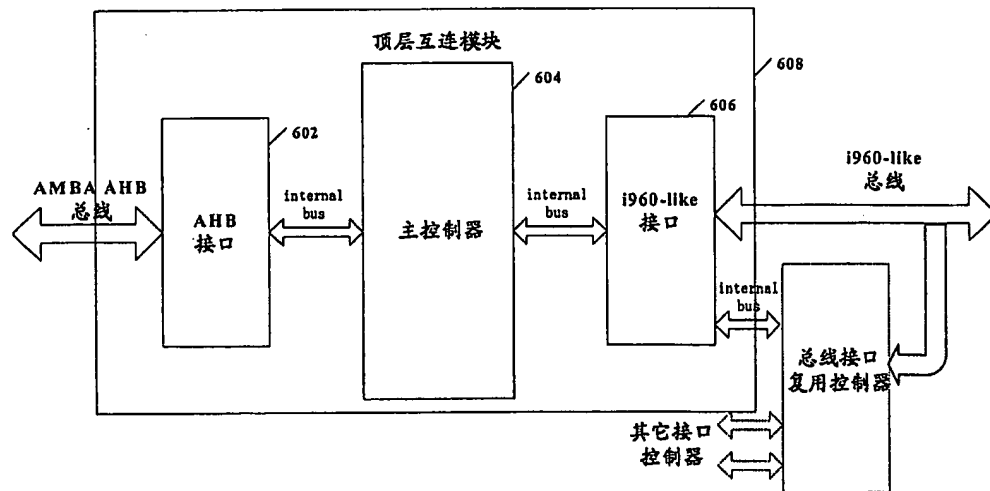 顶层互连模块
608
604
606
602
AMBA AHB
总线
AHB
接口
internal
bus
主控制器
internal
bus
i960-like
接口
i960-like
总线
internal
bus
总线接口
复用控制器
其它接口
控制器